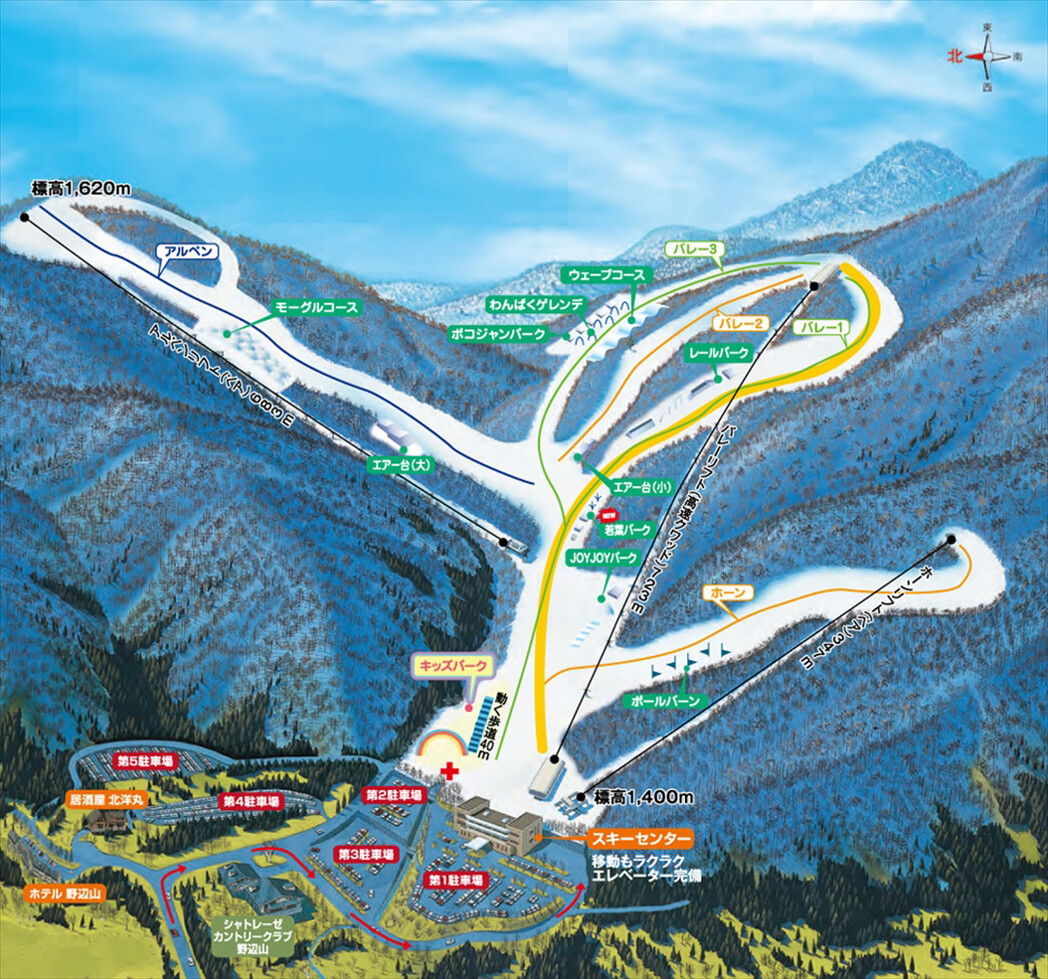 東
北
南
西
標高1,620m
アルペン
モーグルコース
アルペンリフト(ペア) 683m
エアー台(大)
バレー3
ウェーブコース
わんぱくゲレンデ
ポコジャンパーク
バレー2
バレー1
レールパーク
エアー台(小)
NEW
若葉パーク
JOYJOYパーク
バレーリフト(高速クワッド)723m
ホーン
ホーンリフト(ペア)347m
ポールバーン
キッズパーク
動く歩道40m
標高1,400m
スキーセンター
移動もラクラク
エレベーター完備
第5駐車場
居酒屋 北洋丸
第4駐車場
第2駐車場
第3駐車場
第1駐車場
ホテル 野辺山
シャトレーゼ
カントリークラブ
野辺山